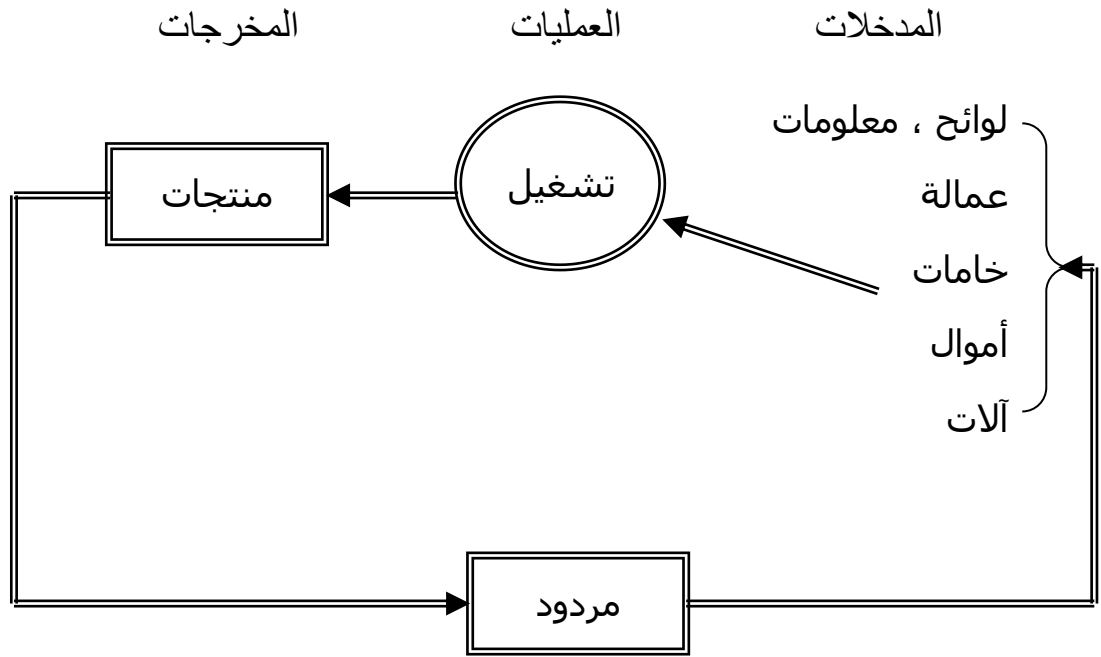 المدخلات العمليات المخرجات
لوائح ، معلومات
عمالة
خامات
أموال
آلات
تشغيل
منتجات
مردود